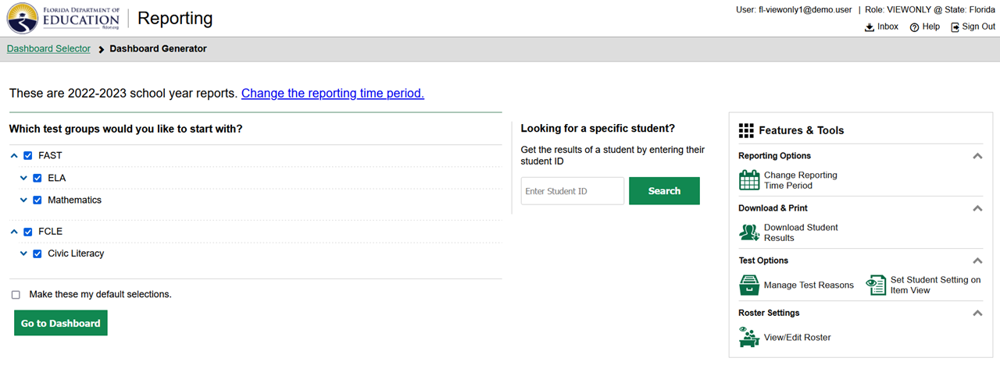 FLORIDA DEPARTMENT OF
EDUCATION
fldoe.org
Reporting
User: fl-viewonly1@demo.user | Role: VIEWONLY @ State: Florida
Inbox
Help
Sign Out
Dashboard Selector
Dashboard Generator
These are 2022-2023 school year reports. Change the reporting time period.
Which test groups would you like to start with?
FAST
ELA
Mathematics
FCLE
Civic Literacy
Make these my default selections.
Go to Dashboard
Looking for a specific student?
Get the results of a student by entering their
student ID
Enter Student ID
Search
Features & Tools
Reporting Options
Change Reporting
Time Period
Download & Print
Download Student
Results
Test Options
Manage Test Reasons
Set Student Setting on
Item View
Roster Settings
View/Edit Roster